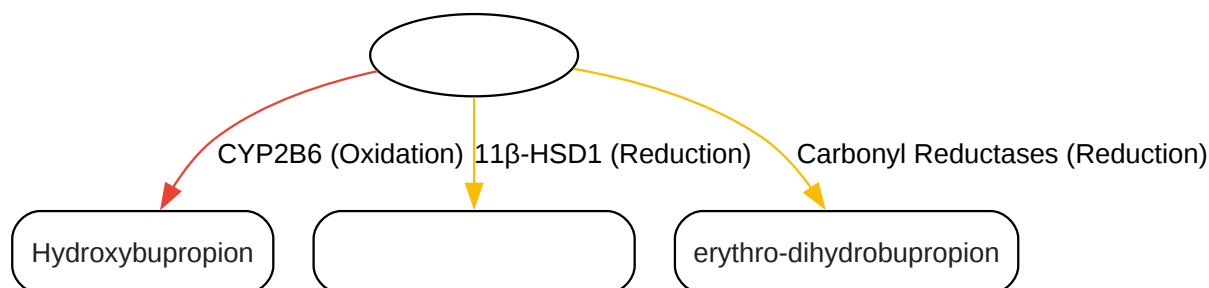 CYP2B6 (Oxidation)
11β-HSD1 (Reduction)
Carbonyl Reductases (Reduction)
Hydroxybupropion
erythro-dihydrobupropion